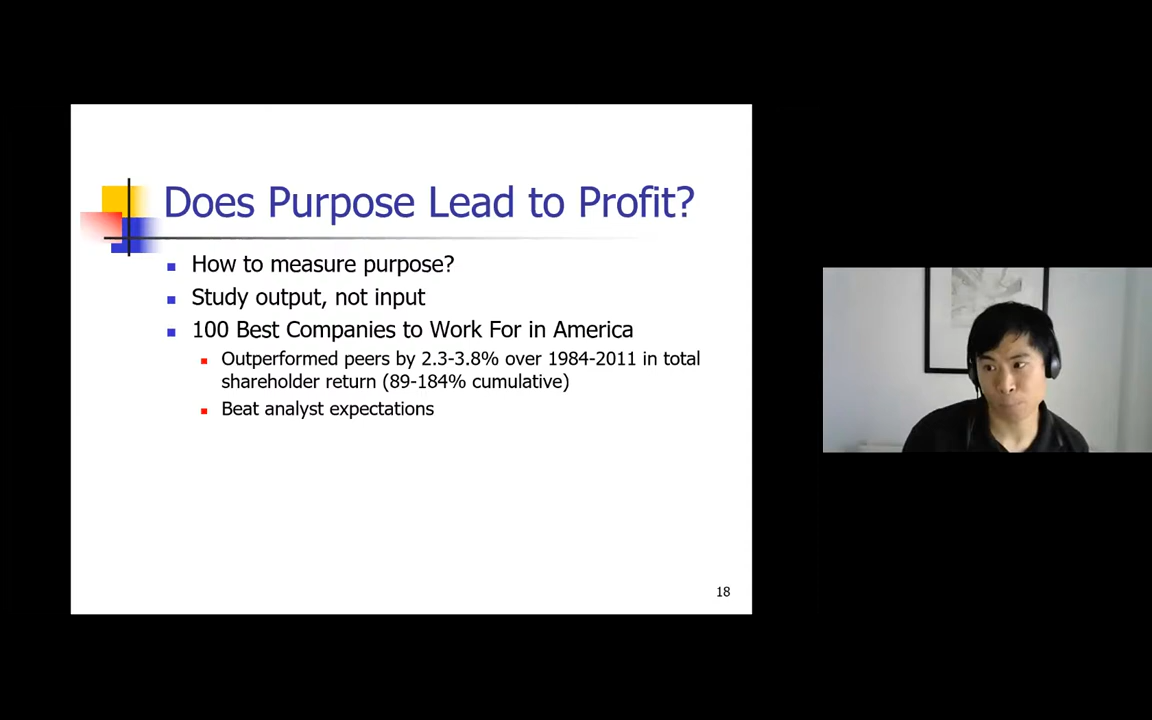 Does Purpose Lead to Profit?
How to measure purpose?
Study output, not input
100 Best Companies to Work For in America
Outperformed peers by 2.3-3.8% over 1984-2011 in total
shareholder return (89-184% cumulative)
Beat analyst expectations
18